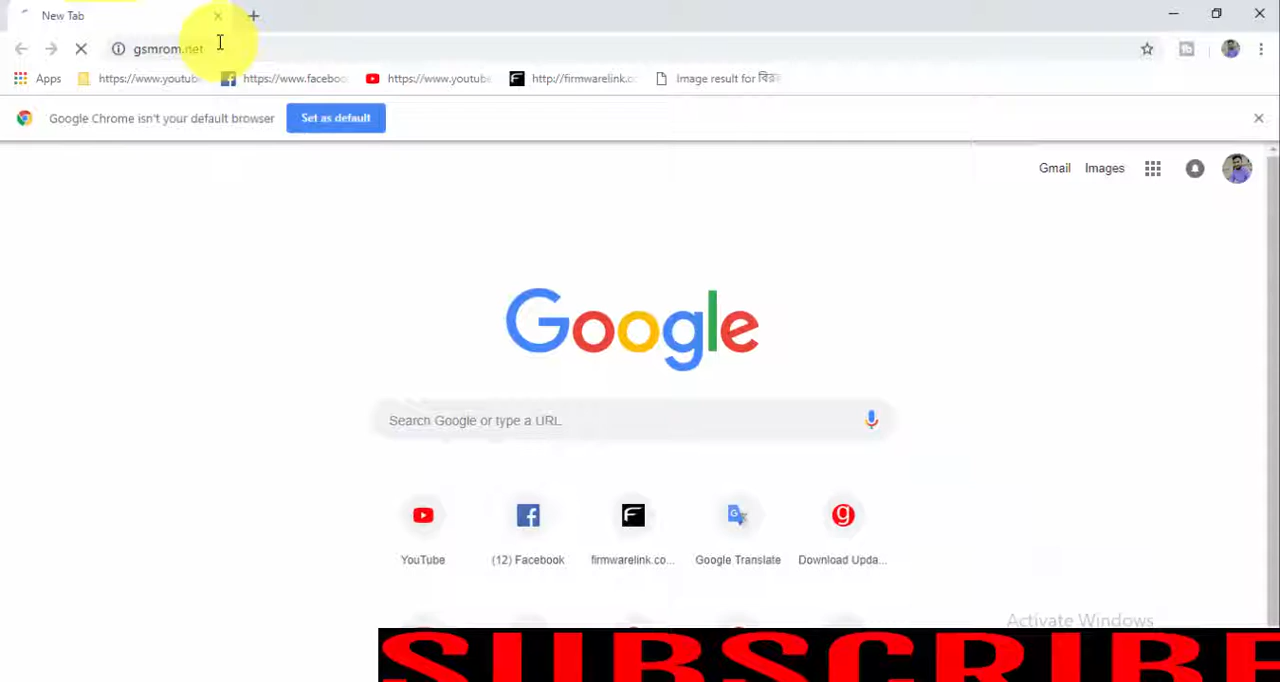 New Tab
gsmrom.net
Apps https://www.youtub https://www.faceboo https://www.youtube http://firmwarelink.co Image result for বিক
Google Chrome isn't your default browser Set as default
Gmail Images
Google
Search Google or type a URL
YouTube (12) Facebook firmwarelink.co... Google Translate Download Upda...
Activate Windows
SUBSCRIBE